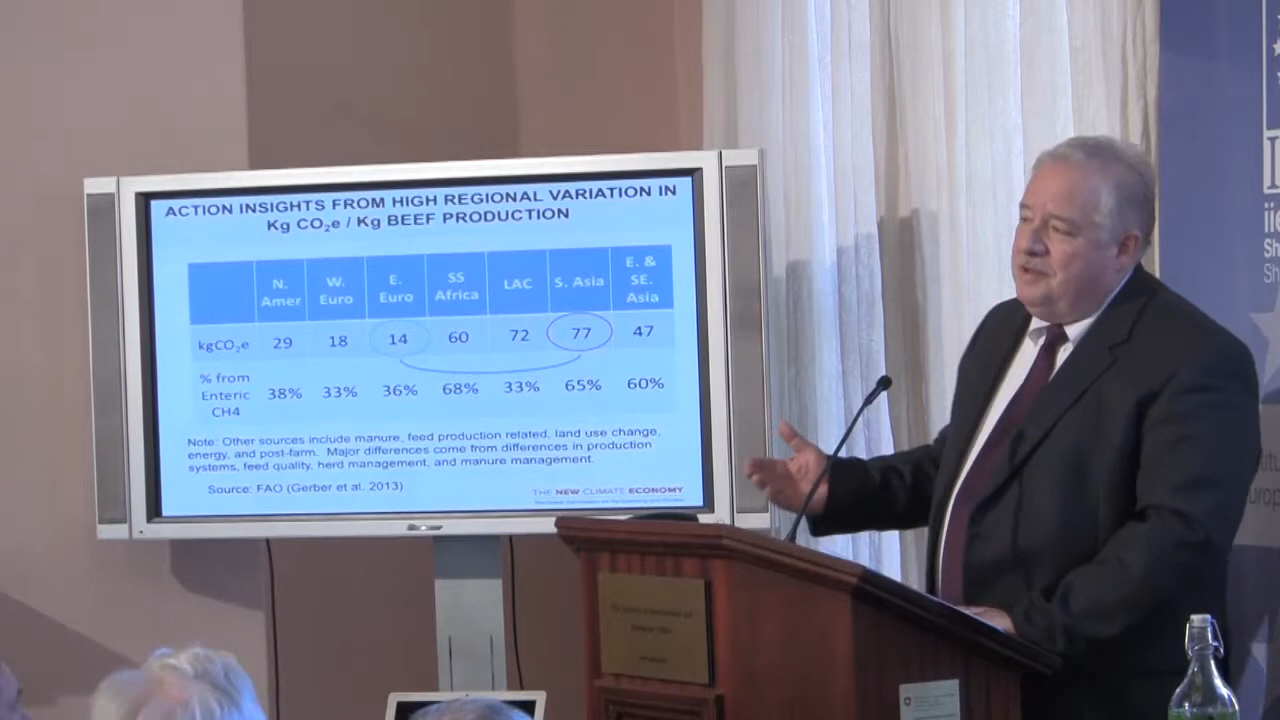 ACTION INSIGHTS FROM HIGH REGIONAL VARIATION IN
Kg CO₂e / Kg BEEF PRODUCTION
N. Amer W. Euro E. Euro SS Africa LAC S. Asia E. & SE. Asia
kgCO₂e 29 18 14 60 72 77 47
% from Enteric CH4 38% 33% 36% 68% 33% 65% 60%
Note: Other sources include manure, feed production related, land use change,
energy, and post-farm. Major differences come from differences in production
systems, feed quality, herd management, and manure management.
Source: FAO (Gerber et al. 2013)
THE NEW CLIMATE ECONOMY